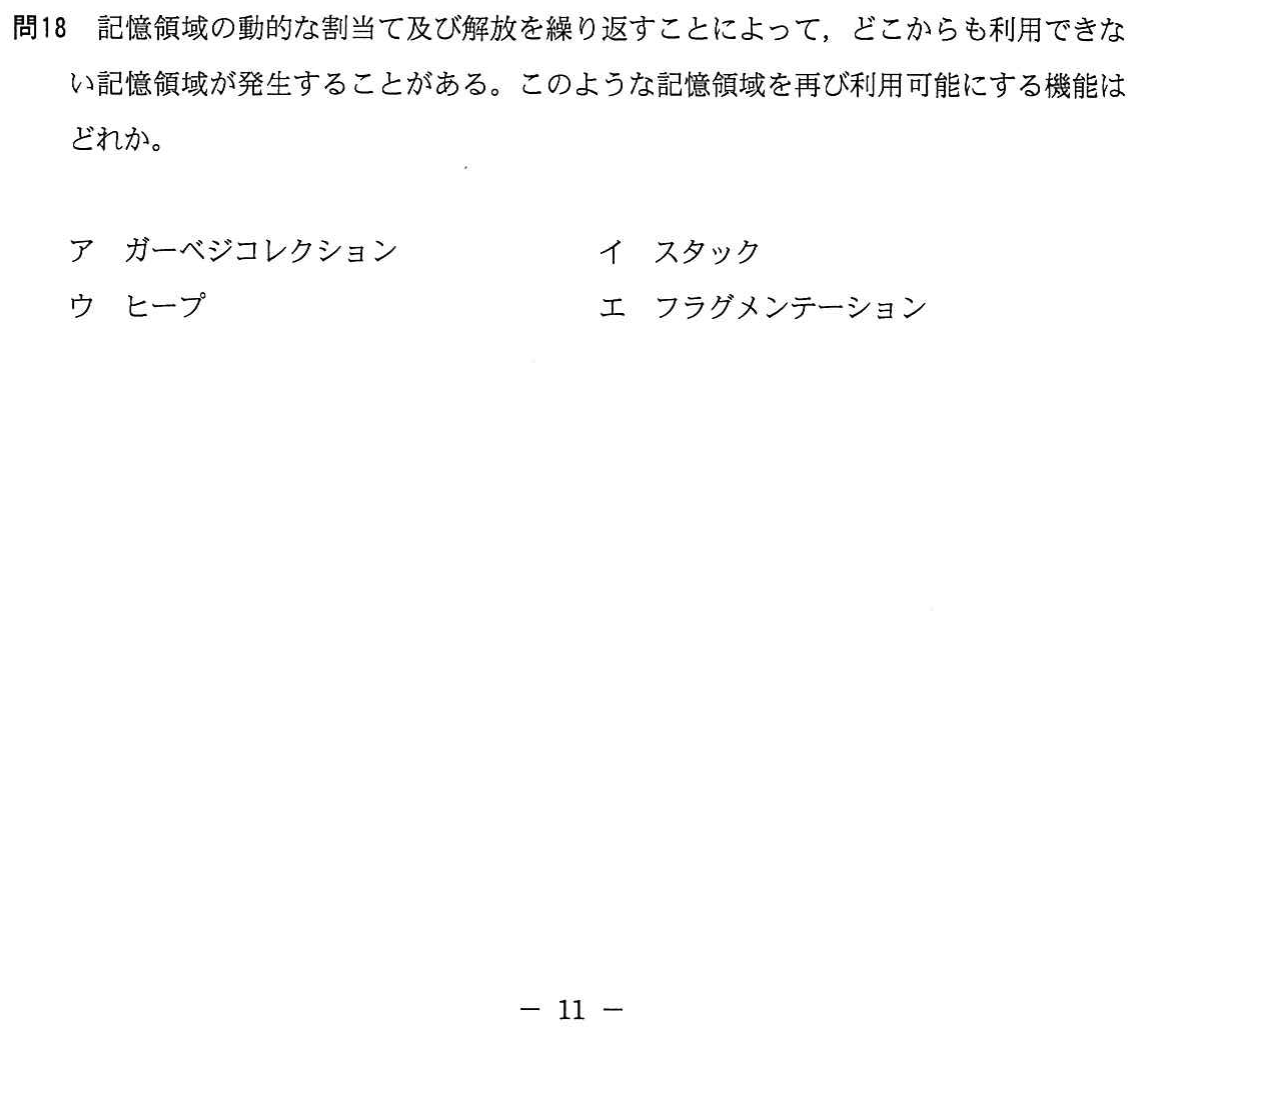 問18 記憶領域の動的な割当て及び解放を繰り返すことによって，どこからも利用できな
い記憶領域が発生することがある。このような記憶領域を再び利用可能にする機能は
どれか。
ア ガーベジコレクション イ スタック
ウ ヒープ エ フラグメンテーション
－ 11 －